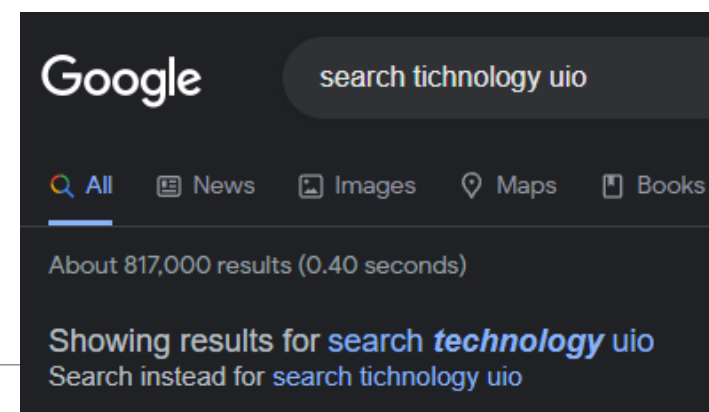 Google
search tichnology uio
All News Images Maps Books
About 817,000 results (0.40 seconds)
Showing results for search technology uio
Search instead for search tichnology uio